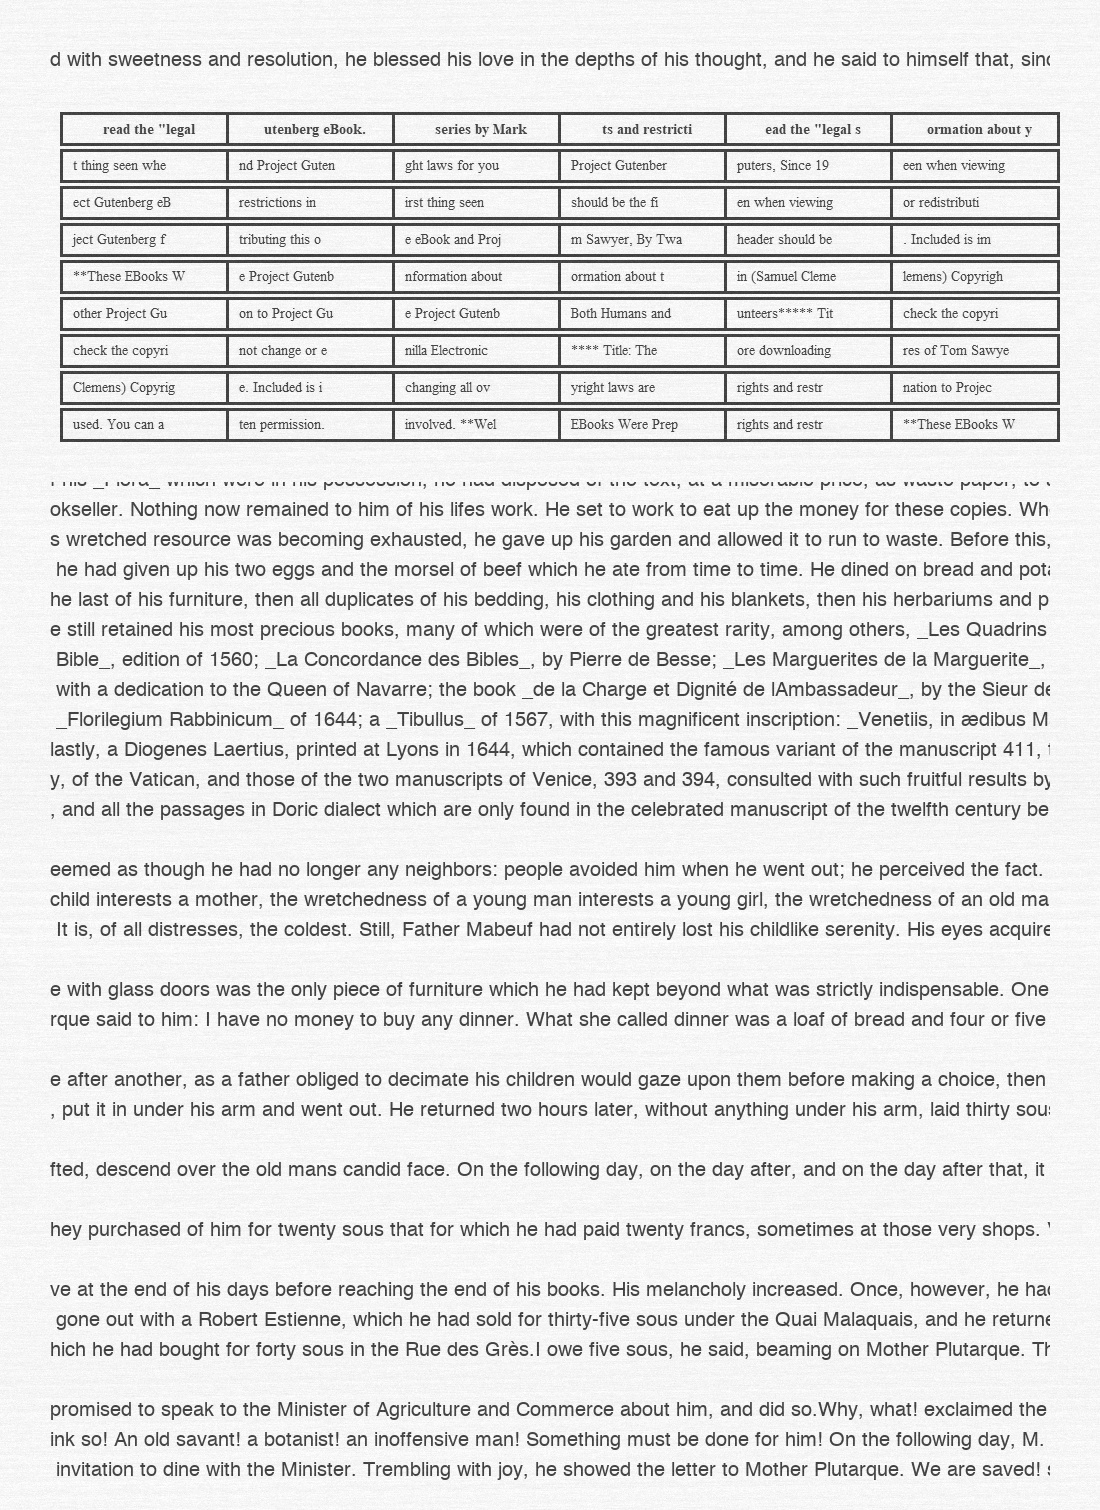 d with sweetness and resolution, he blessed his love in the depths of his thought, and he said to himself that, sinc
read the "legal utenberg eBook. series by Mark ts and restricti ead the "legal s ormation about y
t thing seen whe nd Project Guten ght laws for you Project Gutenber puters, Since 19 een when viewing
ect Gutenberg eB restrictions in irst thing seen should be the fi en when viewing or redistributi
ject Gutenberg f tributing this o e eBook and Proj m Sawyer, By Twa header should be . Included is im
**These EBooks W e Project Gutenb nformation about ormation about t in (Samuel Cleme lemens) Copyrigh
other Project Gu on to Project Gu e Project Gutenb Both Humans and unteers***** Tit check the copyri
check the copyri not change or e nilla Electronic **** Title: The ore downloading res of Tom Sawye
Clemens) Copyrig e. Included is i changing all ov yright laws are rights and restr nation to Projec
used. You can a ten permission. involved. **Wel EBooks Were Prep rights and restr **These EBooks W
his _Flora_ which were in his possession, he had disposed of the text, at a miserable price, as waste paper, to
okseller. Nothing now remained to him of his lifes work. He set to work to eat up the money for these copies. Wh
s wretched resource was becoming exhausted, he gave up his garden and allowed it to run to waste. Before this,
he had given up his two eggs and the morsel of beef which he ate from time to time. He dined on bread and pota
he last of his furniture, then all duplicates of his bedding, his clothing and his blankets, then his herbariums and p
e still retained his most precious books, many of which were of the greatest rarity, among others, _Les Quadrins
Bible_, edition of 1560; _La Concordance des Bibles_, by Pierre de Besse; _Les Marguerites de la Marguerite_,
with a dedication to the Queen of Navarre; the book _de la Charge et Dignité de lAmbassadeur_, by the Sieur de
_Florilegium Rabbinicum_ of 1644; a _Tibullus_ of 1567, with this magnificent inscription: _Venetiis, in ædibus M
lastly, a Diogenes Laertius, printed at Lyons in 1644, which contained the famous variant of the manuscript 411,
y, of the Vatican, and those of the two manuscripts of Venice, 393 and 394, consulted with such fruitful results by
, and all the passages in Doric dialect which are only found in the celebrated manuscript of the twelfth century be
eemed as though he had no longer any neighbors: people avoided him when he went out; he perceived the fact.
child interests a mother, the wretchedness of a young man interests a young girl, the wretchedness of an old ma
It is, of all distresses, the coldest. Still, Father Mabeuf had not entirely lost his childlike serenity. His eyes acquire
e with glass doors was the only piece of furniture which he had kept beyond what was strictly indispensable. One
rque said to him: I have no money to buy any dinner. What she called dinner was a loaf of bread and four or five
e after another, as a father obliged to decimate his children would gaze upon them before making a choice, then
, put it in under his arm and went out. He returned two hours later, without anything under his arm, laid thirty sous
fted, descend over the old mans candid face. On the following day, on the day after, and on the day after that, it
hey purchased of him for twenty sous that for which he had paid twenty francs, sometimes at those very shops.
ve at the end of his days before reaching the end of his books. His melancholy increased. Once, however, he had
gone out with a Robert Estienne, which he had sold for thirty-five sous under the Quai Malaquais, and he returne
hich he had bought for forty sous in the Rue des Grès.I owe five sous, he said, beaming on Mother Plutarque. Th
promised to speak to the Minister of Agriculture and Commerce about him, and did so.Why, what! exclaimed the
ink so! An old savant! a botanist! an inoffensive man! Something must be done for him! On the following day, M.
invitation to dine with the Minister. Trembling with joy, he showed the letter to Mother Plutarque. We are saved!